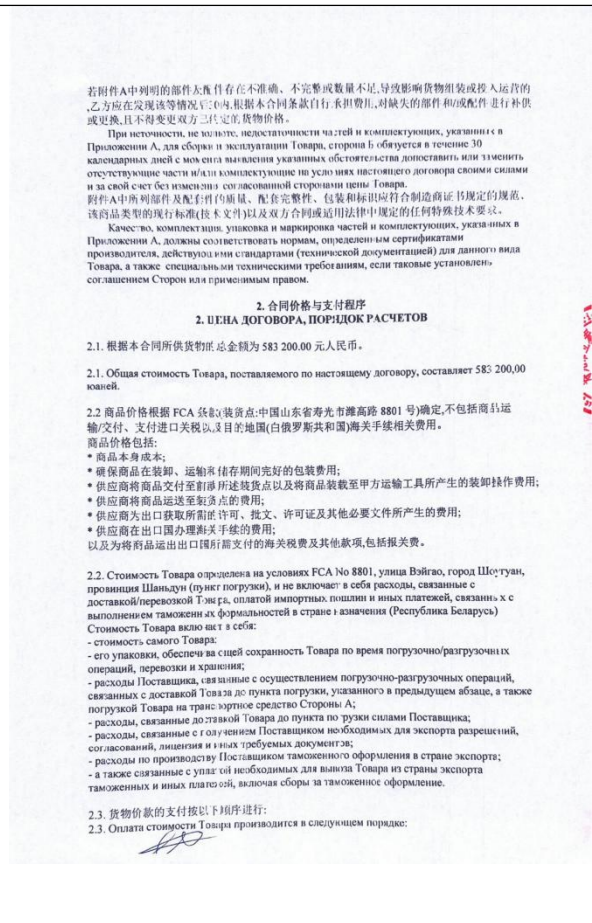 若附件A中列明的部件及配件存在不准确、不完整或数量不足,导致影响货物组装或投入运营的
,乙方应在发现该等情况后30内,根据本合同条款自行承担费用,对缺失的部件和/或配件进行补供
或更换,且不得变更双方已约定的货物价格。
При неточности, не полноте, недостаточности частей и комплектующих, указанных в
Приложении А, для сборки и эксплуатации Товара, сторона Б обязуется в течение 30
календарных дней с момента выявления указанных обстоятельства допоставить или заменить
отсутствующие части и/или комплектующие на условиях настоящего договора своими силами
и за свой счет без изменения согласованной сторонами цены Товара.
附件A中所列部件及配套件的质量、配套完整性、包装和标识应符合制造商证书规定的规范、
该商品类型的现行标准(技术文件)以及双方合同或适用法律中规定的任何特殊技术要求。
Качество, комплектация, упаковка и маркировка частей и комплектующих, указанных в
Приложении А, должны соответствовать нормам, определенным сертификатами
производителя, действующими стандартами (технической документацией) для данного вида
Товара, а также специальными техническими требованиям, если таковые установлень
соглашением Сторон или применимым правом.
2. 合同价格与支付程序
2. ЦЕНА ДОГОВОРА, ПОРЯДОК РАСЧЕТОВ
2.1. 根据本合同所供货物的总金额为 583 200.00 元人民币。
2.1. Общая стоимость Товара, поставляемого по настоящему договору, составляет 583 200,00
юаней.
2.2 商品价格根据 FCA 条款(装货点:中国山东省寿光市潍高路 8801 号)确定,不包括商品运
输/交付、支付进口关税以及目的地国(白俄罗斯共和国)海关手续相关费用。
商品价格包括:
* 商品本身成本;
* 确保商品在装卸、运输和储存期间完好的包装费用;
* 供应商将商品交付至前述所述装货点以及将商品装载至甲方运输工具所产生的装卸操作费用;
* 供应商将商品运送至装货点的费用;
* 供应商为出口获取所需的许可、批文、许可证及其他必要文件所产生的费用;
* 供应商在出口国办理海关手续的费用;
以及为将商品运出出口国所需支付的海关税费及其他款项,包括报关费。
2.2. Стоимость Товара определена на условиях FCA No 8801, улица Вэйгао, город Шоугуан,
провинция Шаньдун (пункт погрузки), и не включает в себя расходы, связанные с
доставкой/перевозкой Товара, оплатой импортных пошлин и иных платежей, связанных с
выполнением таможенных формальностей в стране назначения (Республика Беларусь)
Стоимость Товара включает в себя:
- стоимость самого Товара;
- его упаковки, обеспечивающей сохранность Товара по время погрузочно/разгрузочных
операций, перевозки и хранения;
- расходы Поставщика, связанные с осуществлением погрузочно-разгрузочных операций,
связанных с доставкой Товара до пункта погрузки, указанного в предыдущем абзаце, а также
погрузкой Товара на транспортное средство Стороны А;
- расходы, связанные доставкой Товара до пункта погрузки силами Поставщика;
- расходы, связанные с получением Поставщиком необходимых для экспорта разрешений,
согласований, лицензия и иных требуемых документов;
- расходы по производству Поставщиком таможенного оформления в стране экспорта;
- а также связанные с уплатой необходимых для вывоза Товара из страны экспорта
таможенных и иных платежей, включая сборы за таможенное оформление.
2.3. 货物价款的支付按以下顺序进行:
2.3. Оплата стоимости Товара производится в следующем порядке: